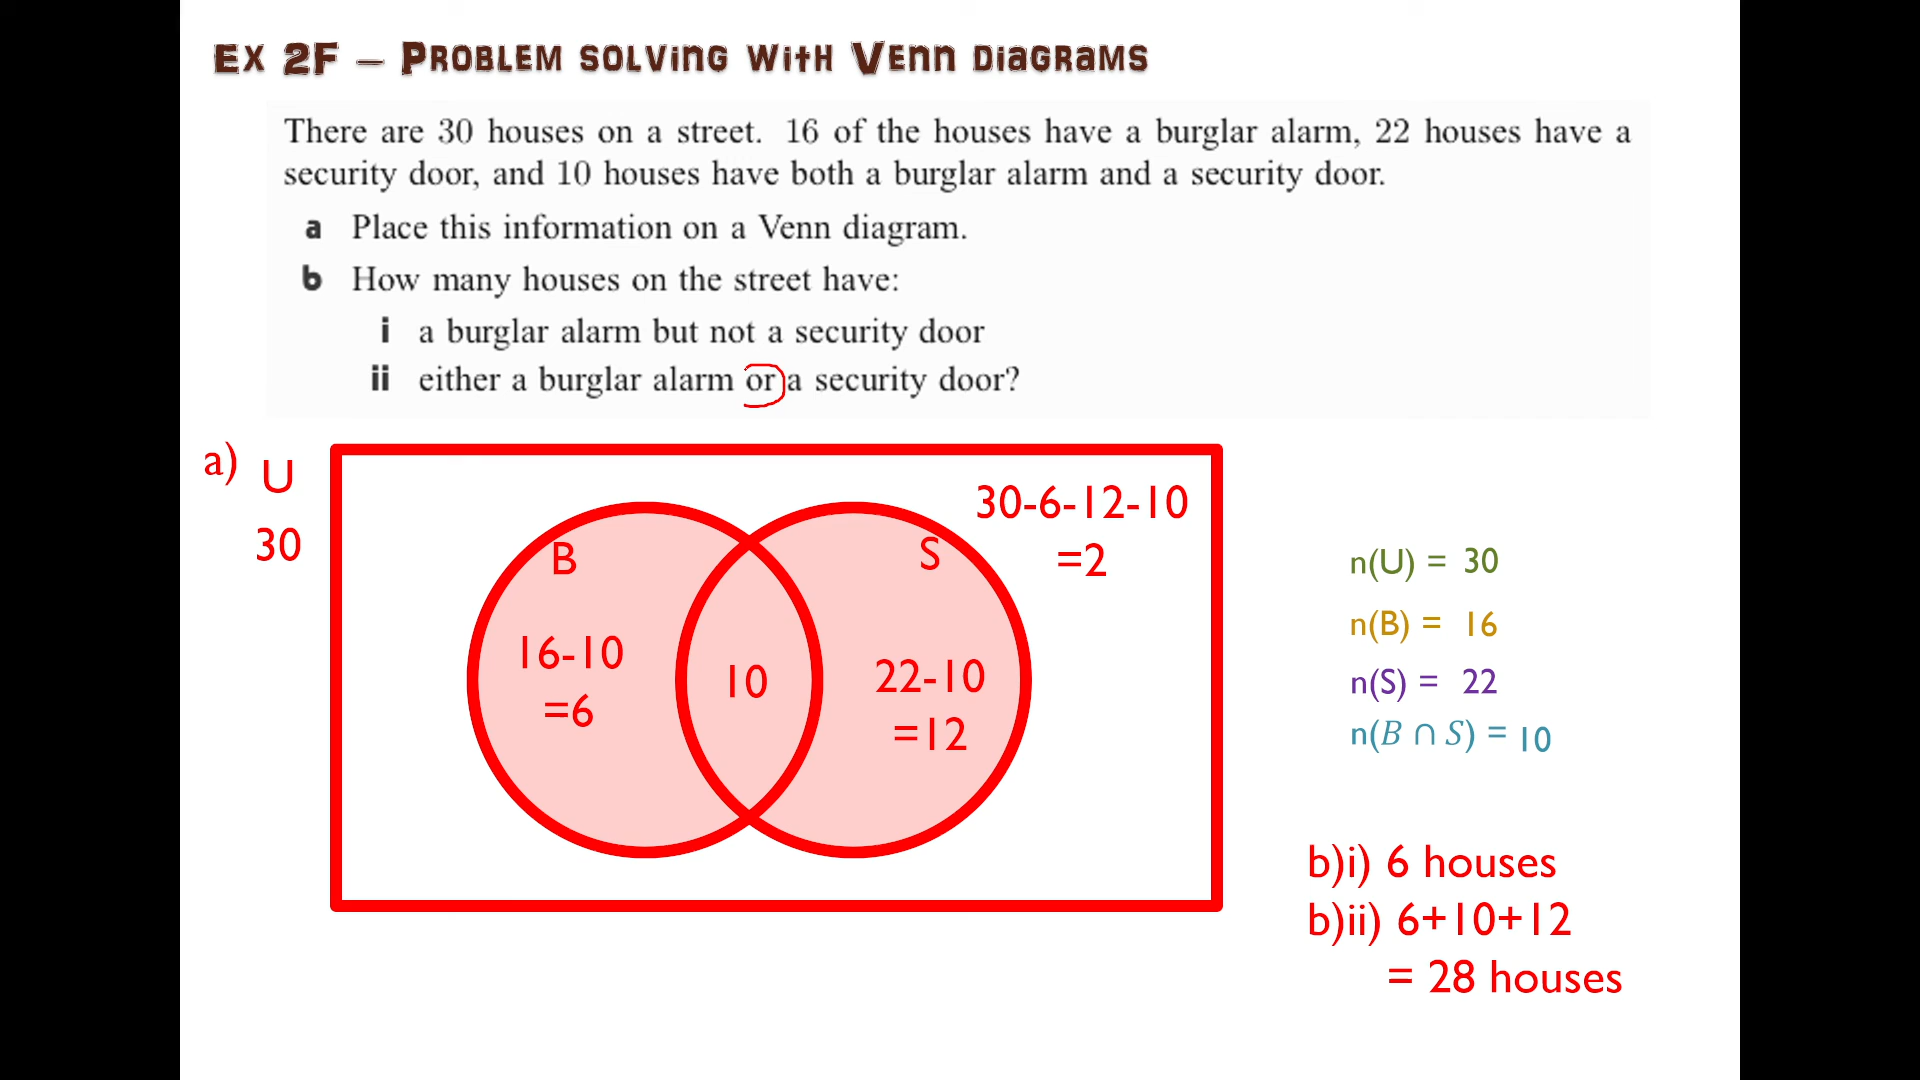 Ex 2F – Problem solving with Venn diagrams
There are 30 houses on a street. 16 of the houses have a burglar alarm, 22 houses have a
security door, and 10 houses have both a burglar alarm and a security door.
a Place this information on a Venn diagram.
b How many houses on the street have:
i a burglar alarm but not a security door
ii either a burglar alarm or a security door?
a) U
30
B
S
30-6-12-10
=2
16-10
=6
10
22-10
=12
n(U) = 30
n(B) = 16
n(S) = 22
n(B ∩ S) = 10
b)i) 6 houses
b)ii) 6+10+12
= 28 houses